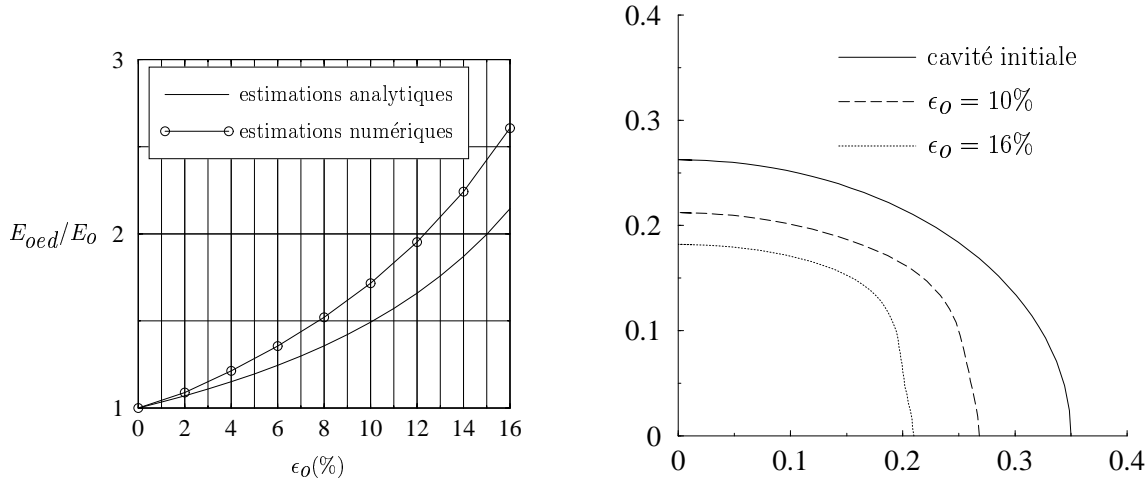 3
2
1
E_oed/E_o
estimations analytiques
estimations numériques
0 2 4 6 8 10 12 14 16
ϵ_o(%)
0.4
0.3
0.2
0.1
0
cavité initiale
ϵ_o = 10%
ϵ_o = 16%
0 0.1 0.2 0.3 0.4